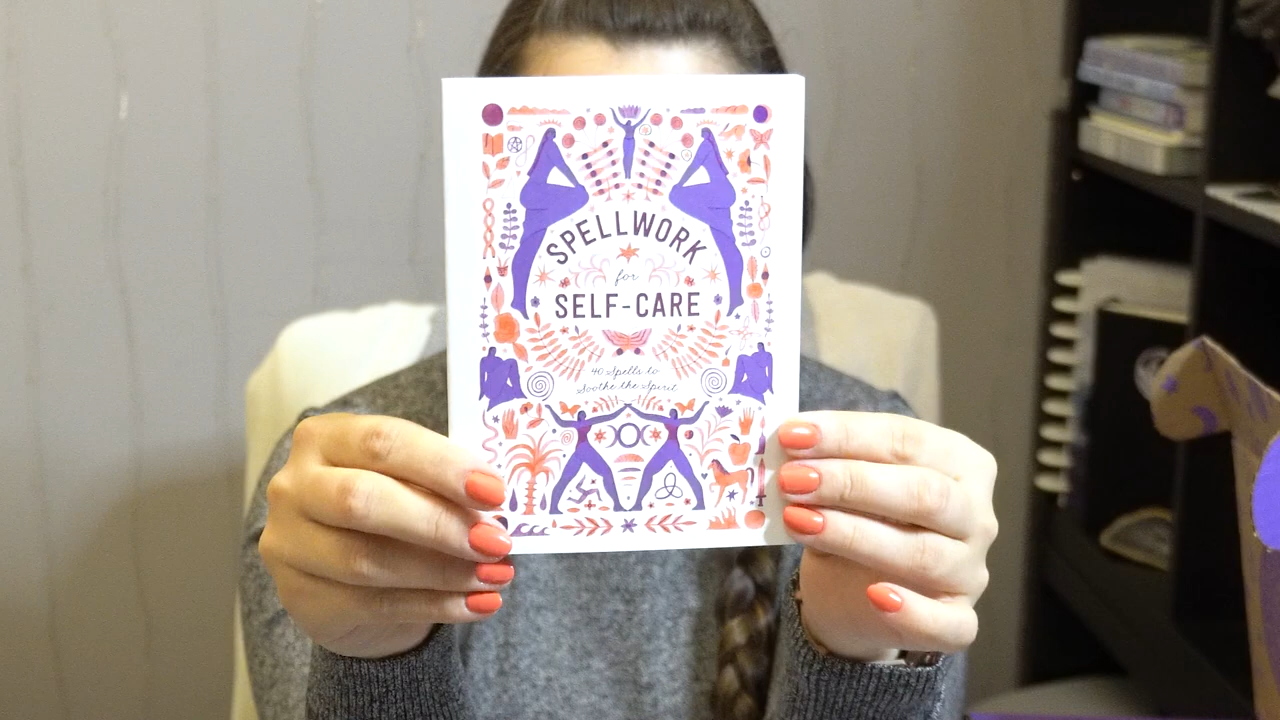 SPELLWORK
for
SELF-CARE
40 Spells to
Soothe the Spirit